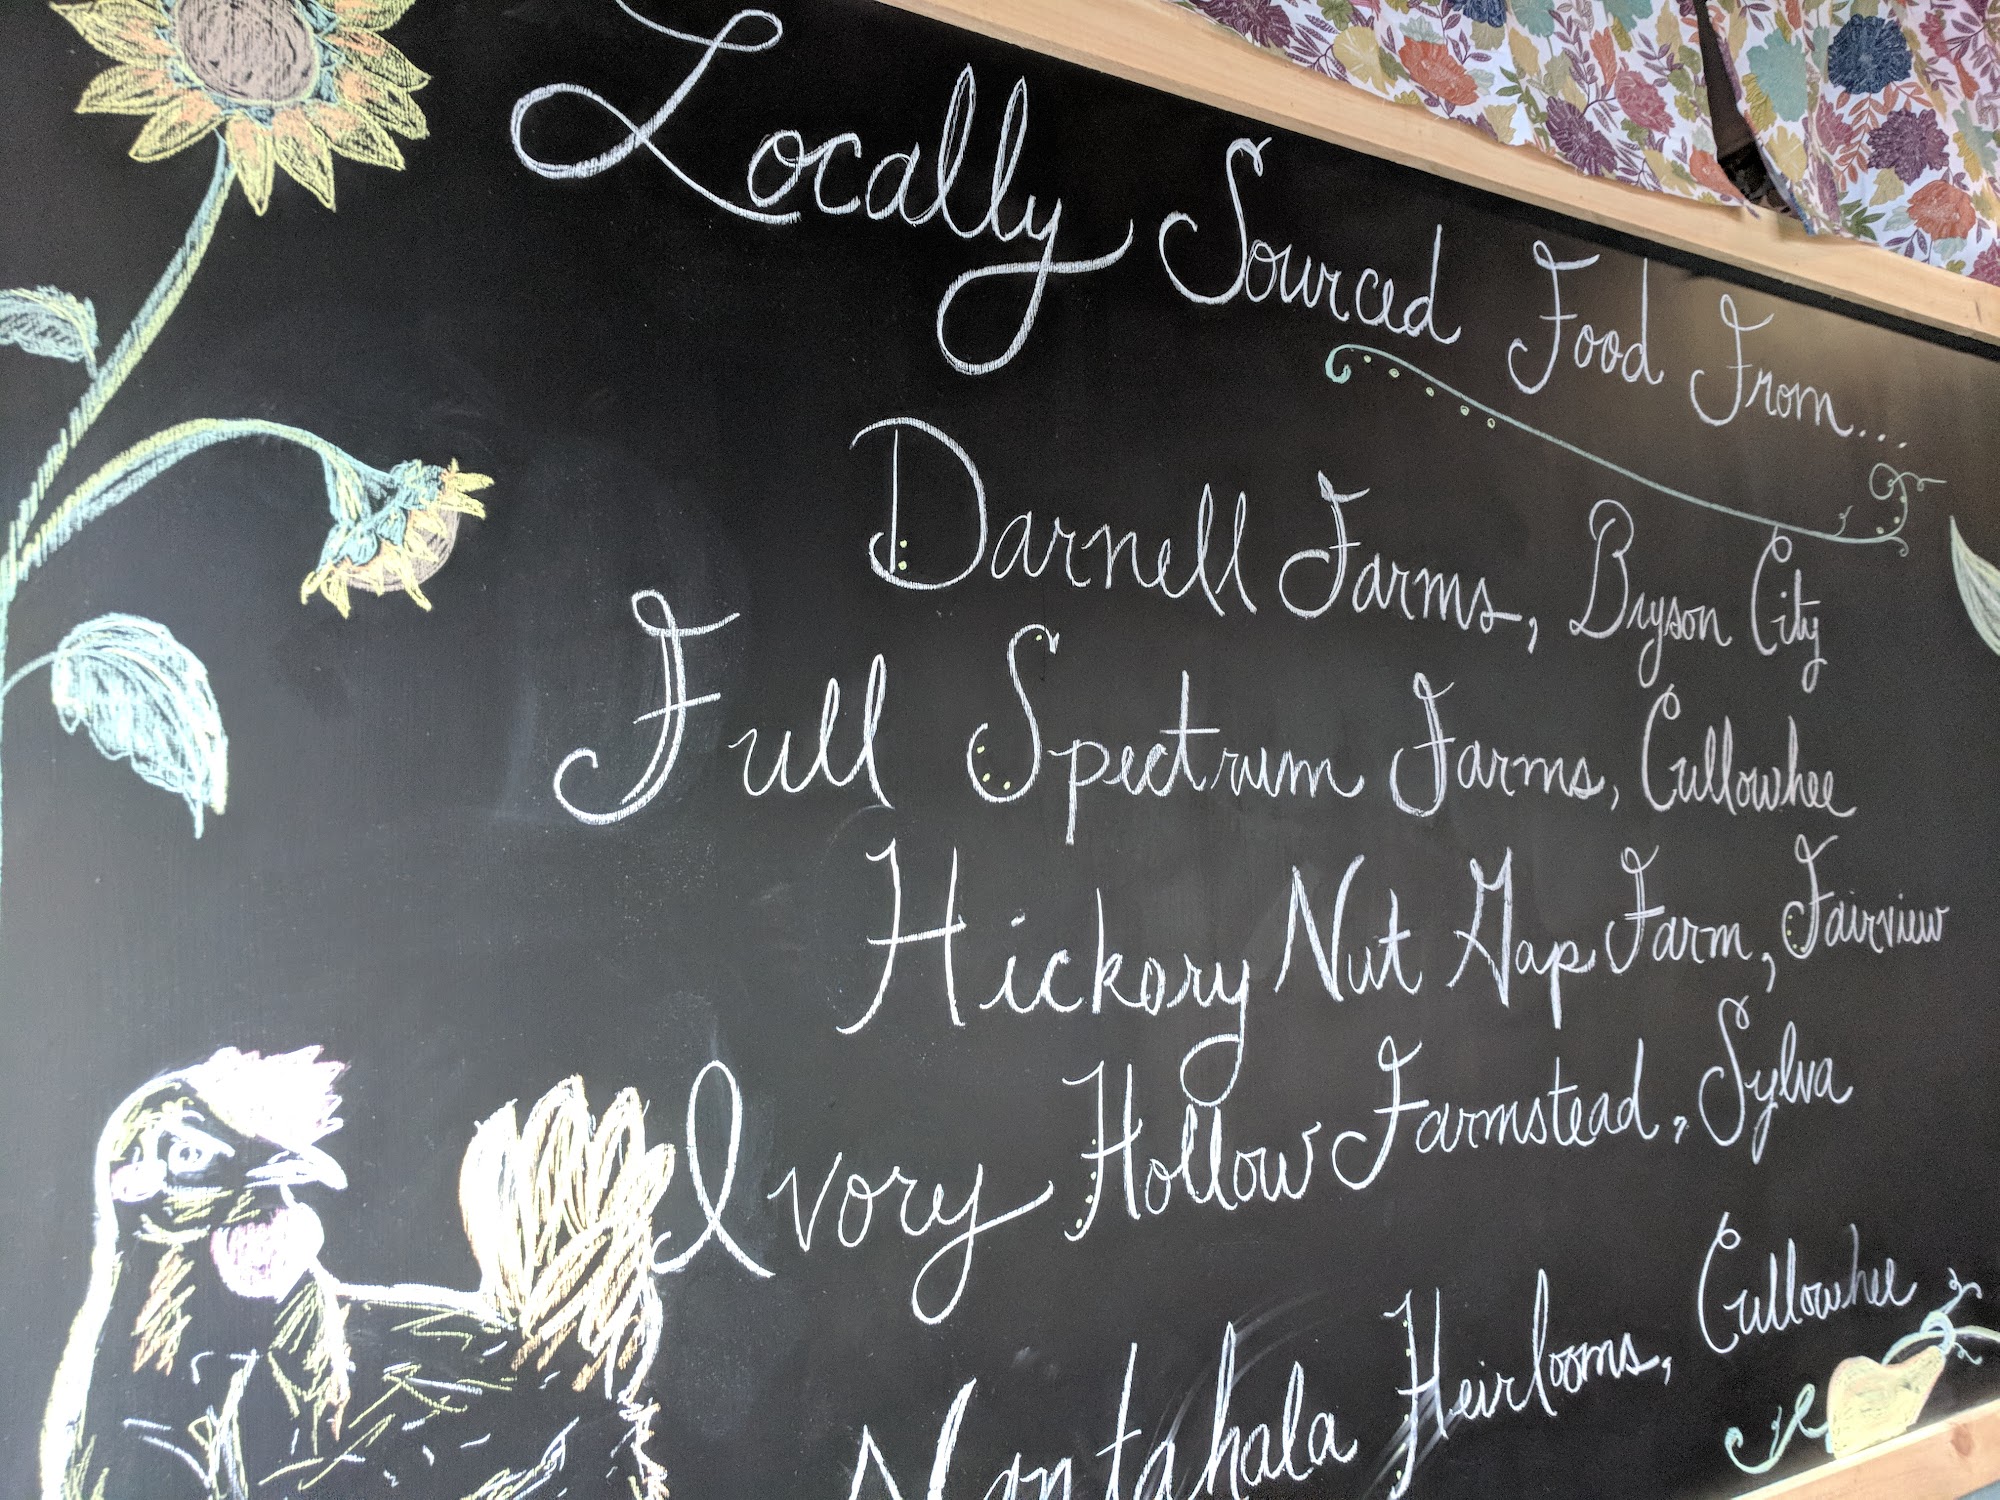 Locally Sourced Food From...
Darnell Farms, Bryson City
Full Spectrum Farms, Cullowhee
Hickory Nut Gap Farm, Fairview
Ivory Hollow Farmstead, Sylva
Nantahala Heirlooms, Cullowhee